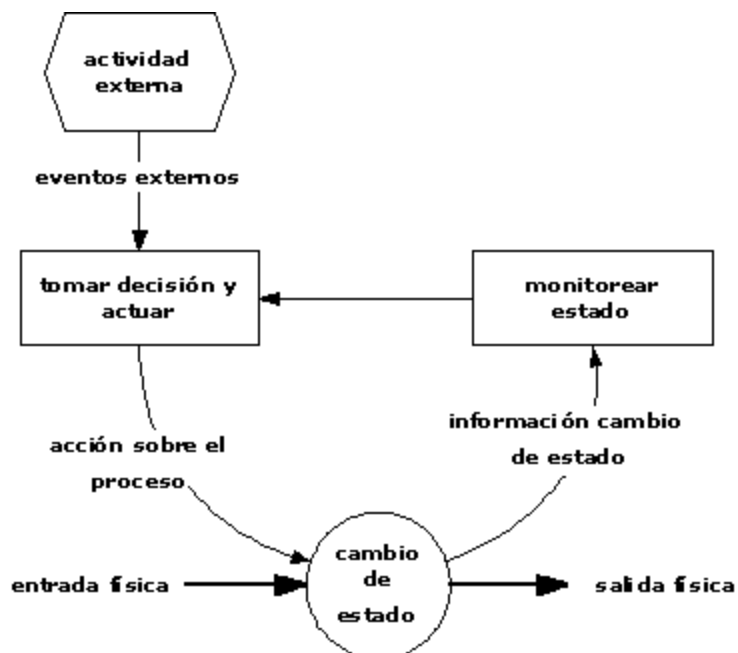 actividad
externa
eventos externos
tomar decisión y
actuar
monitorear
estado
acción sobre el
proceso
información cambio
de estado
cambio
de
estado
entrada física
salida física